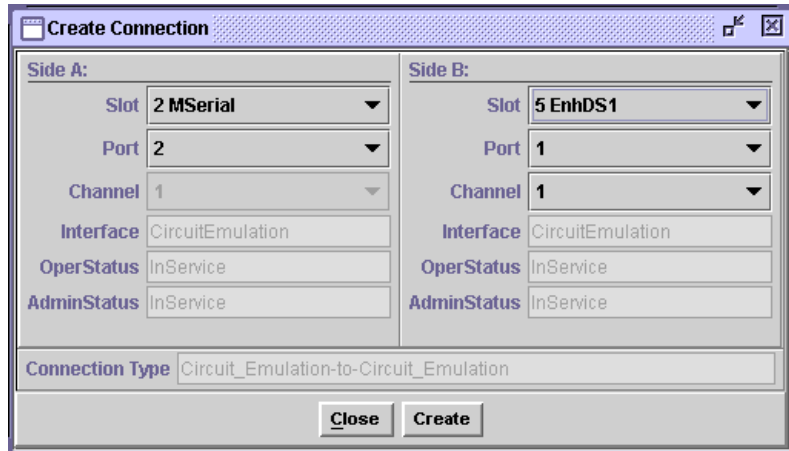 Create Connection
Side A:
Slot 2 MSerial
Port 2
Channel 1
Interface CircuitEmulation
OperStatus InService
AdminStatus InService
Side B:
Slot 5 EnhDS1
Port 1
Channel 1
Interface CircuitEmulation
OperStatus InService
AdminStatus InService
Connection Type Circuit_Emulation-to-Circuit_Emulation
Close Create